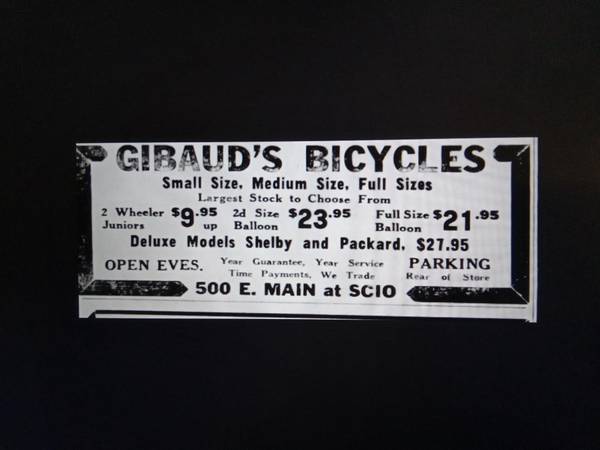 GIBAUD'S BICYCLES
Small Size, Medium Size, Full Sizes
Largest Stock to Choose From
2 Wheeler Juniors $9.95 up 2d Size Balloon $23.95 Full Size Balloon $21.95
Deluxe Models Shelby and Packard, $27.95
OPEN EVES. Year Guarantee, Year Service PARKING
Time Payments, We Trade Rear of Store
500 E. MAIN at SCIO